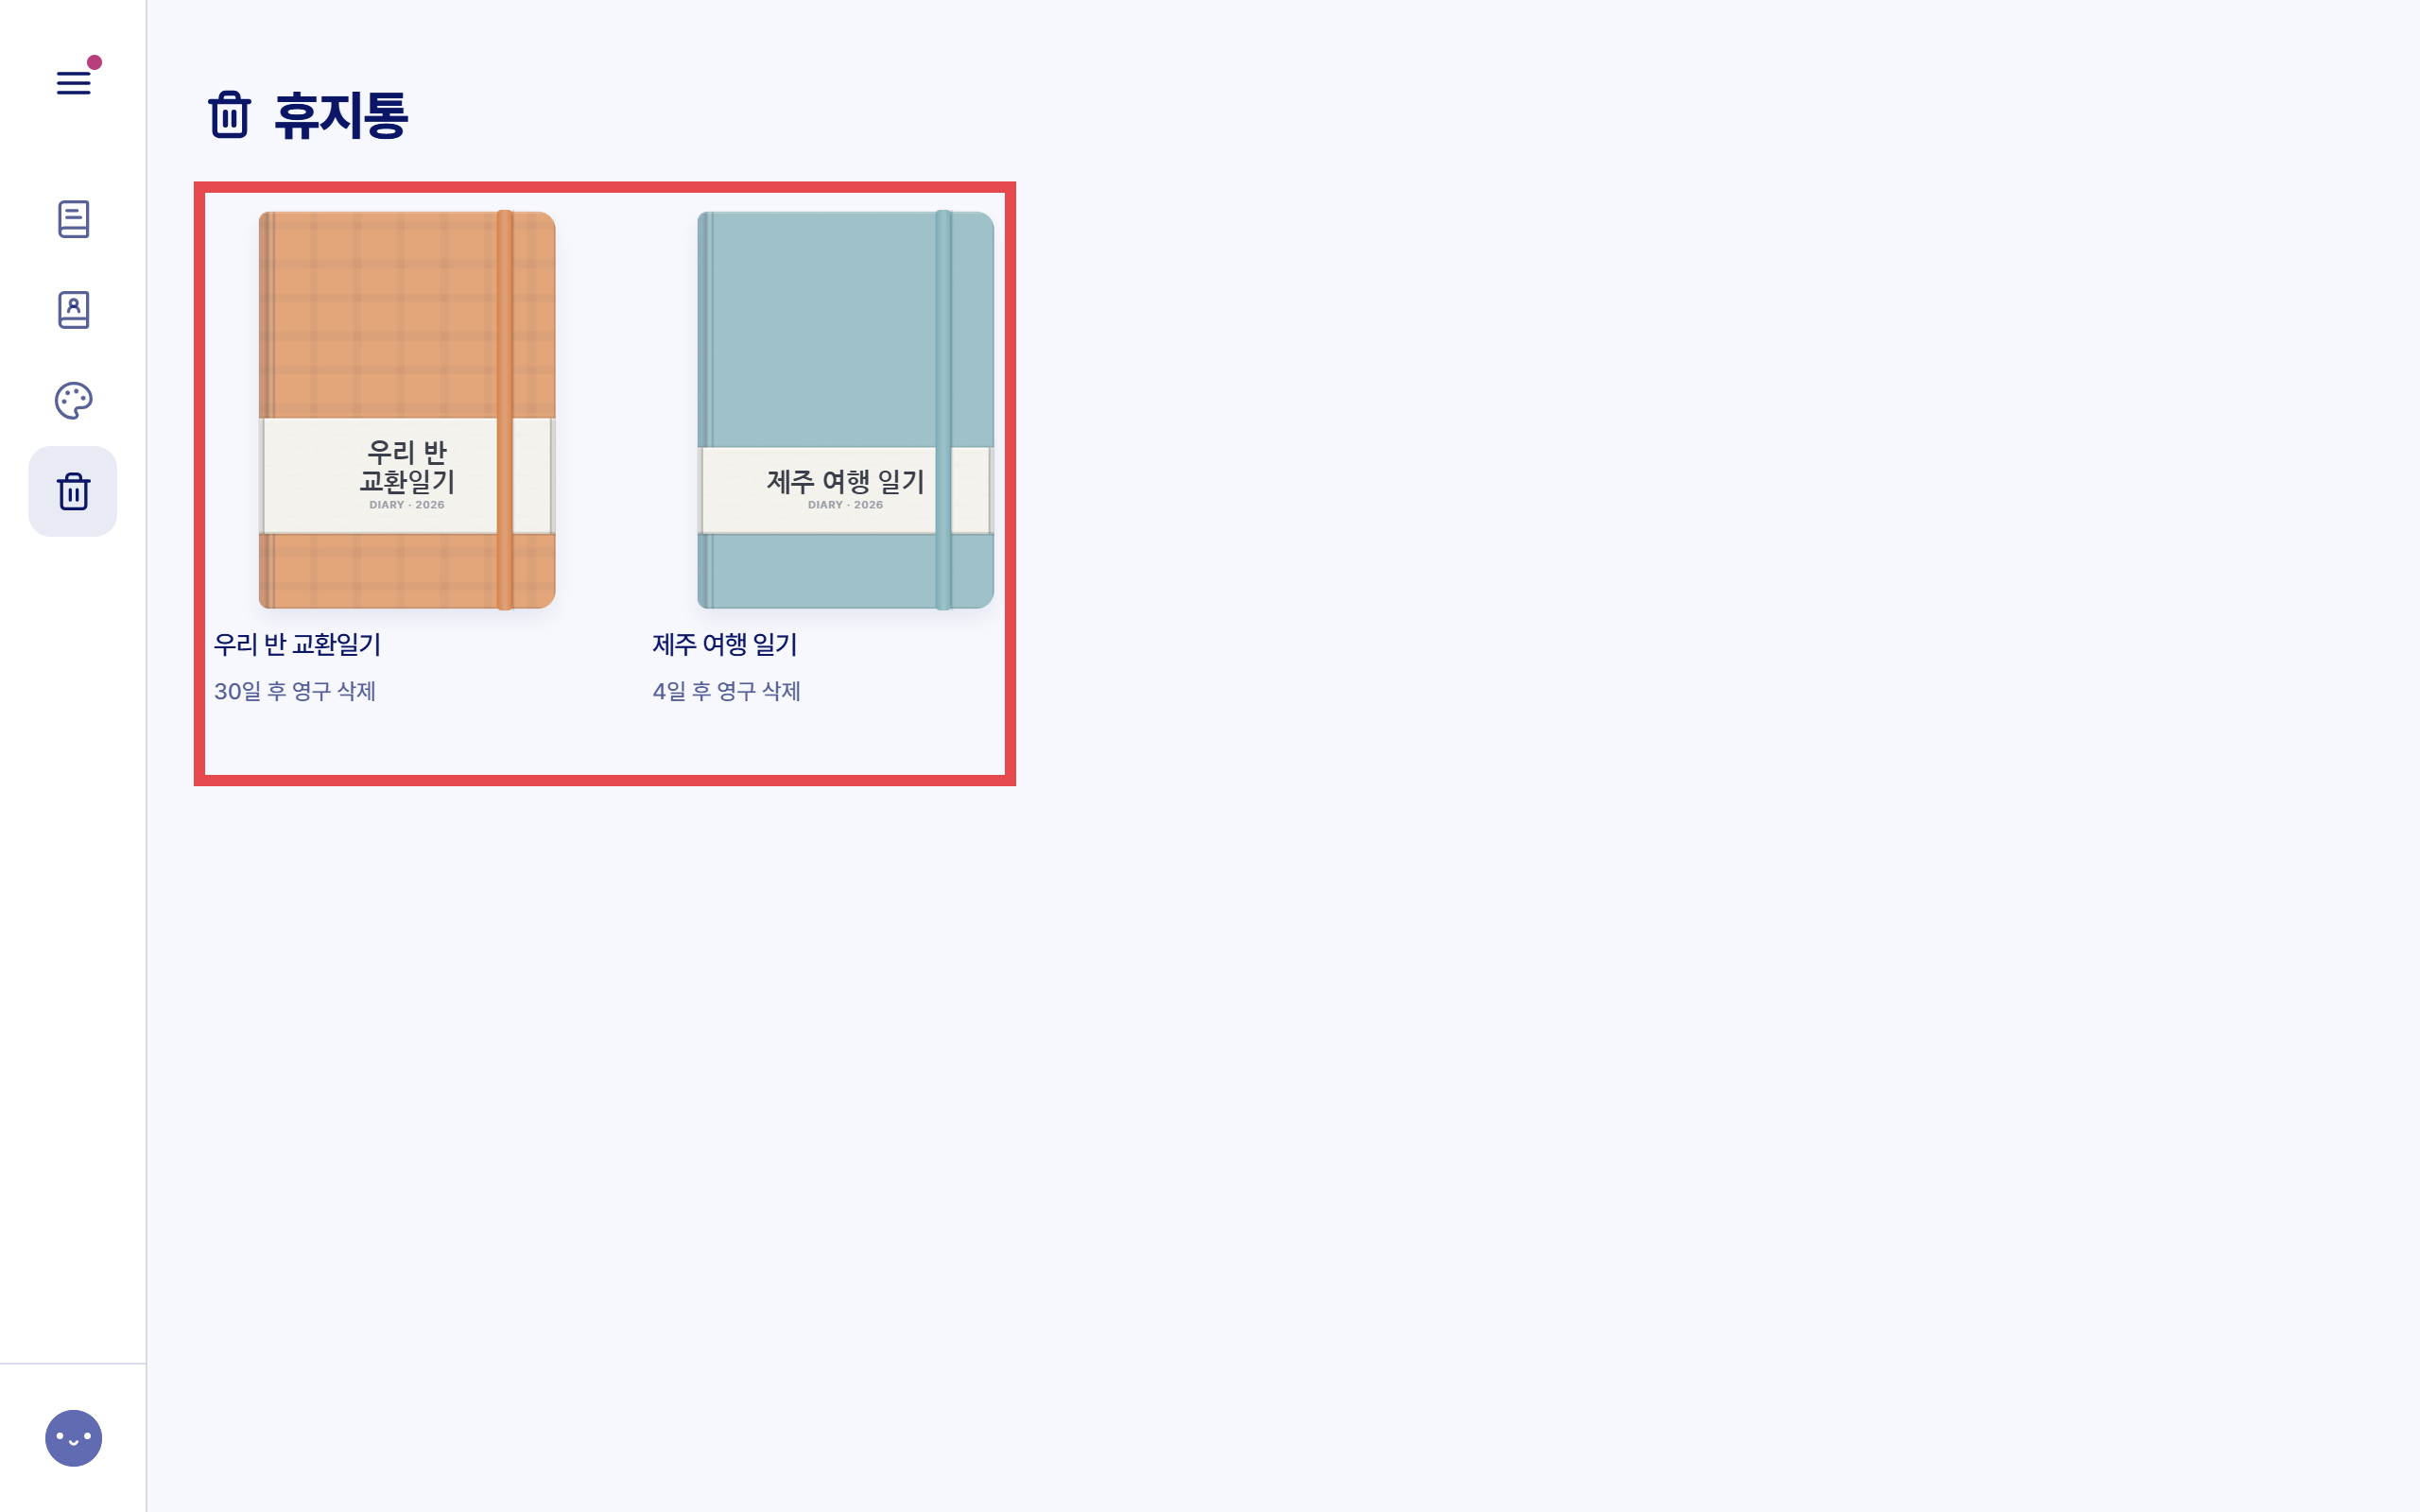 휴지통
우리 반
교환일기
DIARY · 2026
제주 여행 일기
DIARY · 2026
우리 반 교환일기
30일 후 영구 삭제
제주 여행 일기
4일 후 영구 삭제